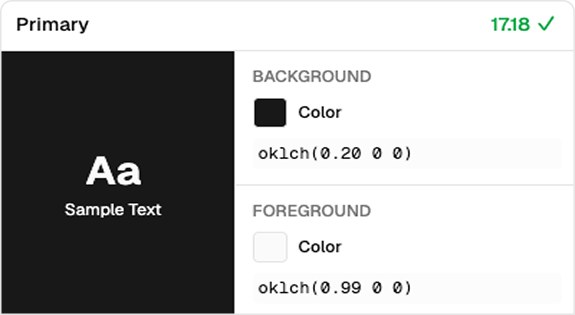 Primary 17.18 ✓
Aa
Sample Text
BACKGROUND
Color
oklch(0.20 0 0)
FOREGROUND
Color
oklch(0.99 0 0)